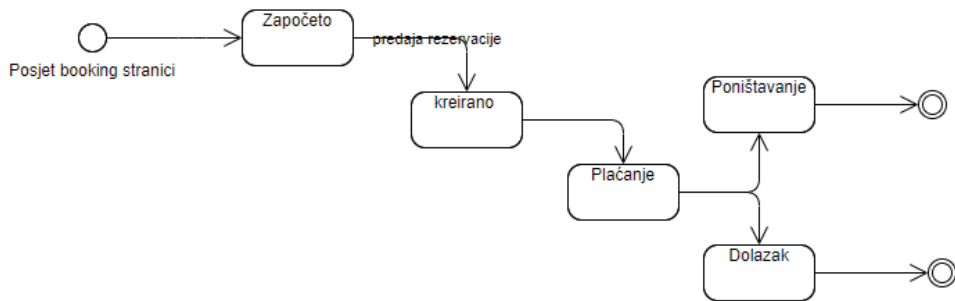 Započeto
Posjet booking stranici
predaja rezervacije
kreirano
Poništavanje
Plaćanje
Dolazak